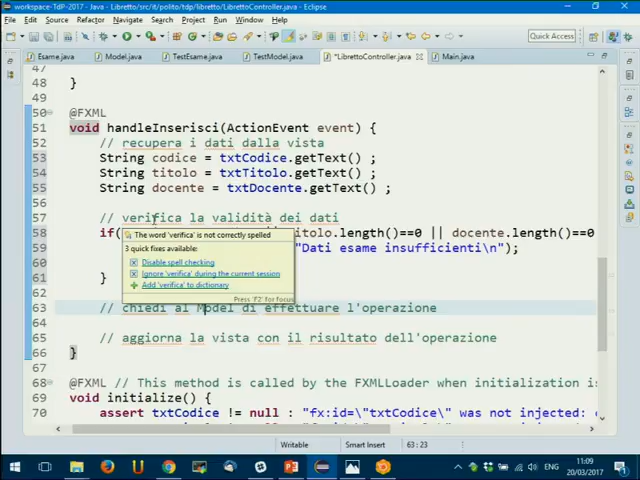 workspace-TdP-2017 - Java - Libretto/src/it/polito/tdp/libretto/LibrettoController.java - Eclipse
File Edit Source Refactor Navigate Search Project Run Window Help
Quick Access
Esame.java Model.java TestEsame.java TestModel.java *LibrettoController.java Main.java
47
48 }
49
50 @FXML
51 void handleInserisci(ActionEvent event) {
52 // recupera i dati dalla vista
53 String codice = txtCodice.getText() ;
54 String titolo = txtTitolo.getText() ;
55 String docente = txtDocente.getText() ;
56
57 // verifica la validità dei dati
58 if( titolo.length()==0 || docente.length()==0
The word 'verifica' is not correctly spelled
3 quick fixes available:
"Dati esame insufficienti\n");
Disable spell checking
Ignore 'verifica' during the current session
61 }
Add 'verifica' to dictionary
Press 'F2' for focus
63 // chiedi al Model di effettuare l'operazione
64
65 // aggiorna la vista con il risultato dell'operazione
66 }
67
68 @FXML // This method is called by the FXMLLoader when initialization is
69 void initialize() {
70 assert txtCodice != null : "fx:id=\"txtCodice\" was not injected:
Writable Smart Insert 63 : 23
11:09
20/03/2017